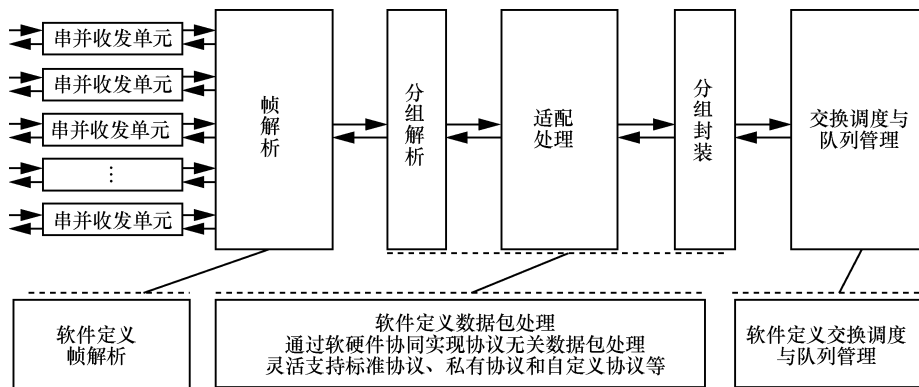 串并收发单元
串并收发单元
串并收发单元
⋮
串并收发单元
帧
解
析
分
组
解
析
适配
处理
分
组
封
装
交换调度与
队列管理
软件定义
帧解析
软件定义数据包处理
通过软硬件协同实现协议无关数据包处理
灵活支持标准协议、私有协议和自定义协议等
软件定义交换调度
与队列管理